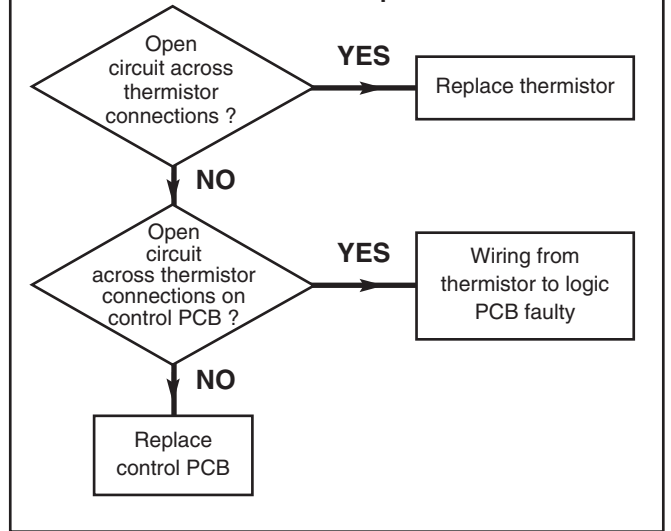 Open
circuit across
thermistor
connections ?
YES
Replace thermistor
NO
Open
circuit
across thermistor
connections on
control PCB ?
YES
Wiring from
thermistor to logic
PCB faulty
NO
Replace
control PCB